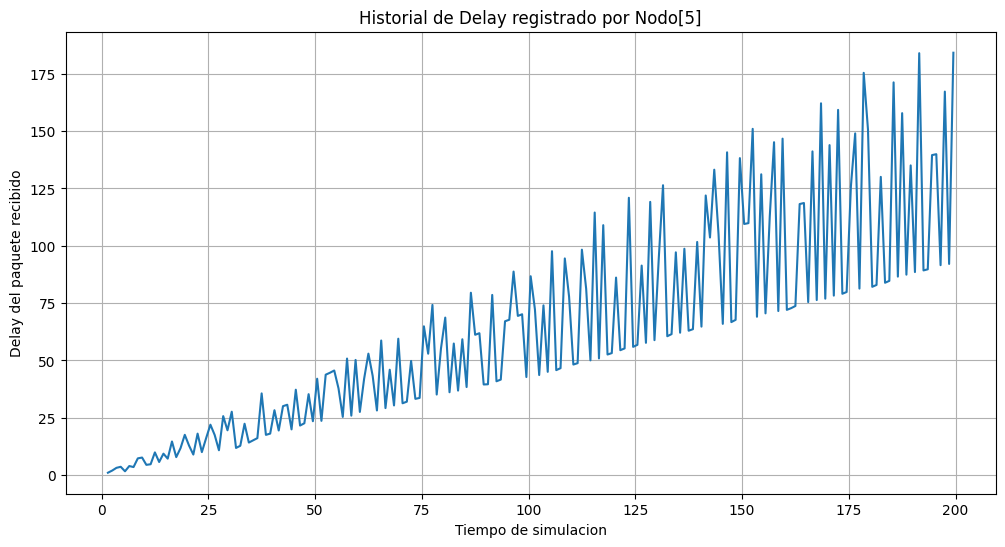 Historial de Delay registrado por Nodo[5]
Delay del paquete recibido
175
150
125
100
75
50
25
0
0 25 50 75 100 125 150 175 200
Tiempo de simulacion